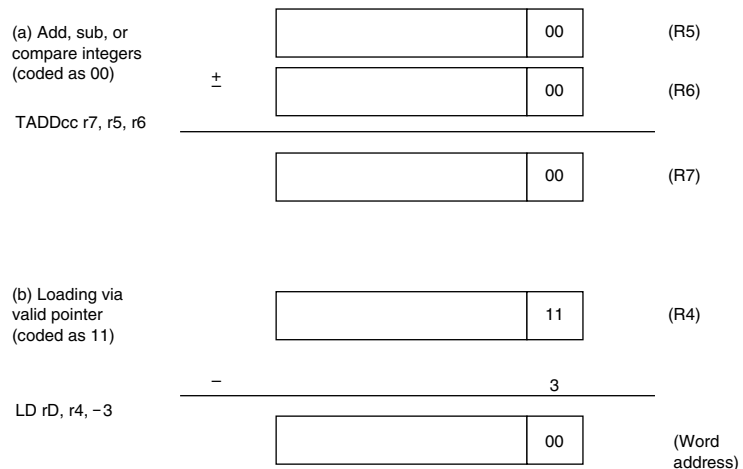 (a) Add, sub, or
compare integers
(coded as 00)
TADDcc r7, r5, r6
00 (R5)
± 00 (R6)
00 (R7)
(b) Loading via
valid pointer
(coded as 11)
LD rD, r4, −3
11 (R4)
− 3
00 (Word
address)